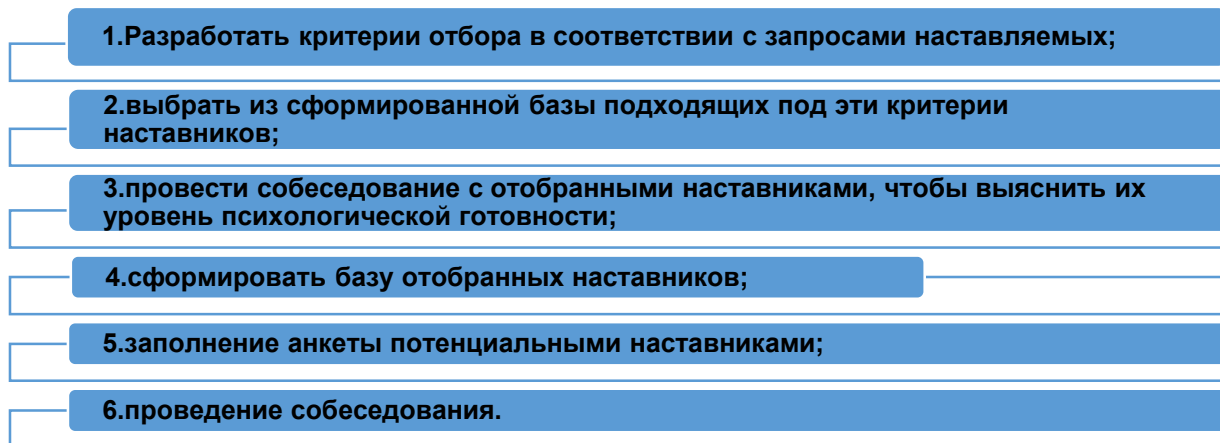 1.Разработать критерии отбора в соответствии с запросами наставляемых;
2.выбрать из сформированной базы подходящих под эти критерии
наставников;
3.провести собеседование с отобранными наставниками, чтобы выяснить их
уровень психологической готовности;
4.сформировать базу отобранных наставников;
5.заполнение анкеты потенциальными наставниками;
6.проведение собеседования.